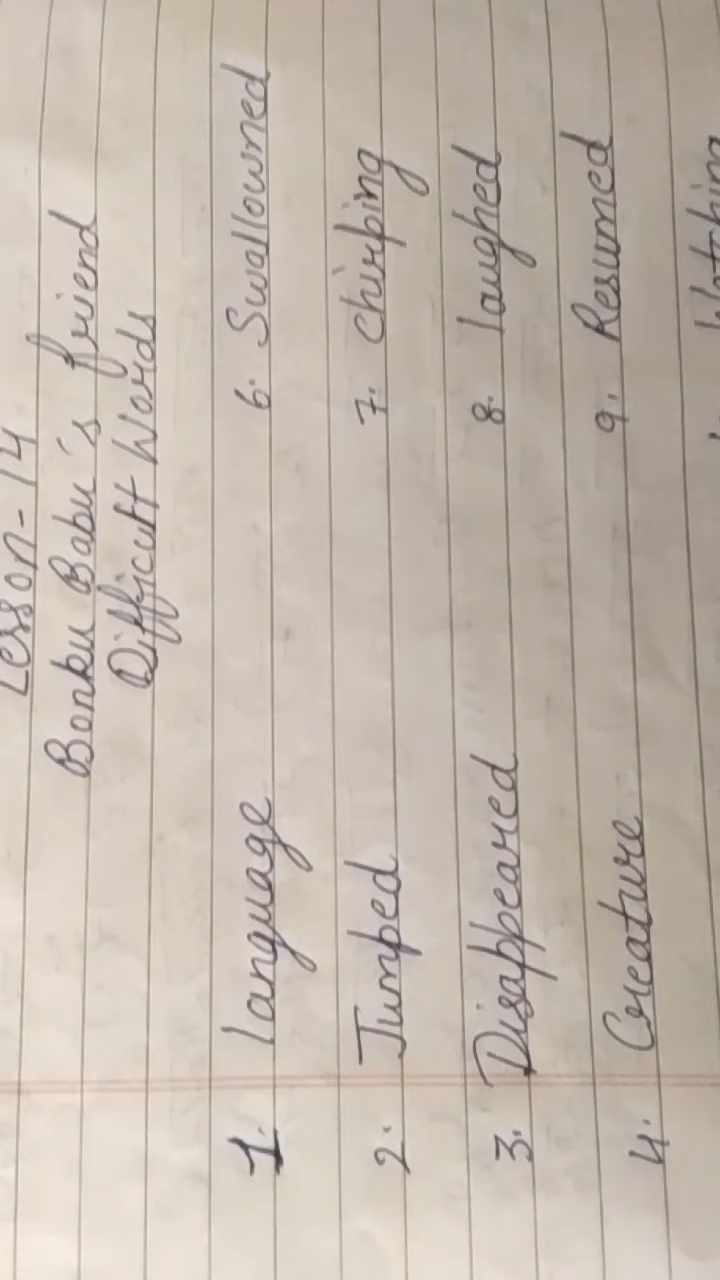 Lesson-14
Bonku Babu's friend
Difficult Words
1. language 6. Swallowned
2. Jumped 7. Chirping
3. Disappeared 8. laughed
4. Creature 9. Resumed